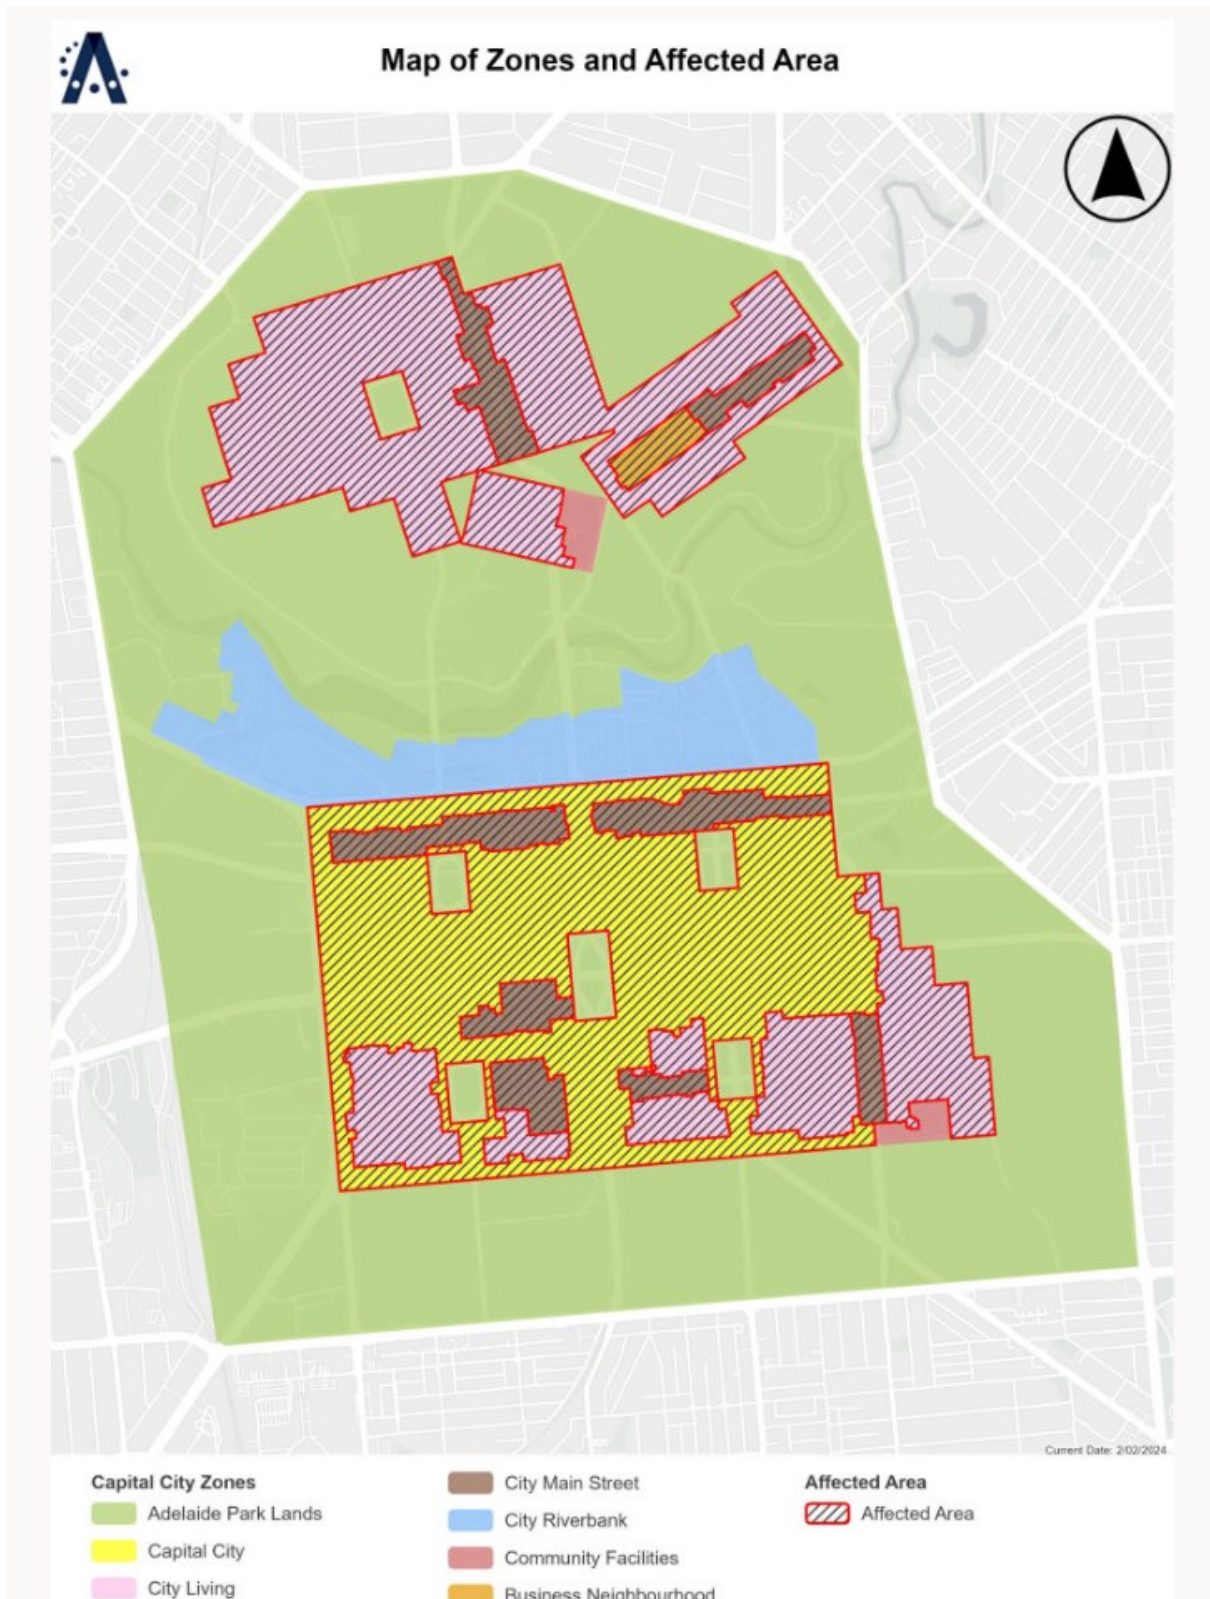 Map of Zones and Affected Area
Current Date: 2/02/2024
Capital City Zones
Adelaide Park Lands
Capital City
City Living
City Main Street
City Riverbank
Community Facilities
Business Neighbourhood
Affected Area
Affected Area